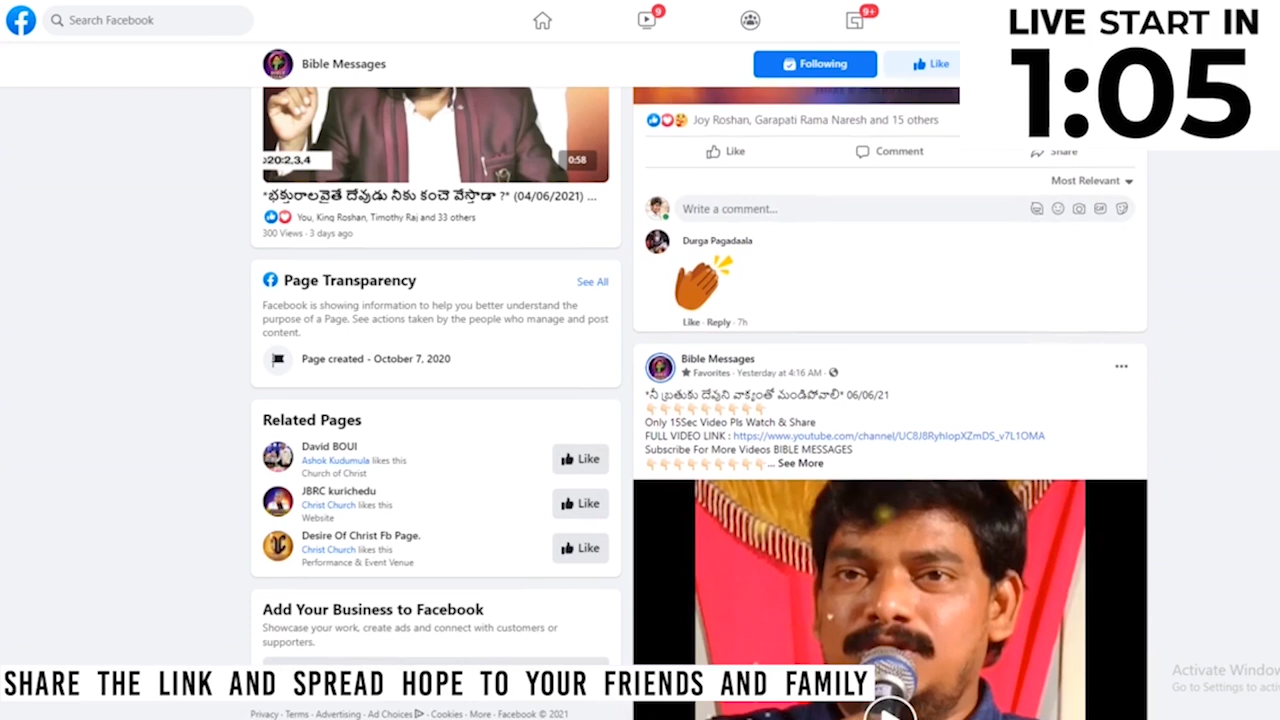 Search Facebook
9
9+
LIVE START IN
1:05
Bible Messages
Following
Like
020:2,3,4
0:58
*భక్తురాలవైతే దేవుడు నీకు కంచె వేస్తాడా ?* (04/06/2021) ...
You, King Roshan, Timothy Raj and 33 others
300 Views · 3 days ago
Page Transparency
See All
Facebook is showing information to help you better understand the
purpose of a Page. See actions taken by the people who manage and post
content.
Page created - October 7, 2020
Related Pages
David BOUI
Ashok Kudumula likes this
Church of Christ
Like
JBRC kurichedu
Christ Church likes this
Website
Like
Desire Of Christ Fb Page.
Christ Church likes this
Performance & Event Venue
Like
Add Your Business to Facebook
Showcase your work, create ads and connect with customers or
supporters.
Joy Roshan, Garapati Rama Naresh and 15 others
Like
Comment
Share
Most Relevant
Write a comment...
Durga Pagadaala
Like · Reply · 7h
Bible Messages
Favorites · Yesterday at 4:16 AM ·
*నీ బ్రతుకు దేవుని వాక్యంతో మండిపోవాలి* 06/06/21
Only 15Sec Video Pls Watch & Share
FULL VIDEO LINK : https://www.youtube.com/channel/UC8J8RyhlopXZmDS_v7L1OMA
Subscribe For More Videos BIBLE MESSAGES
... See More
SHARE THE LINK AND SPREAD HOPE TO YOUR FRIENDS AND FAMILY
Activate Window
Go to Settings to acti
Privacy · Terms · Advertising · Ad Choices · Cookies · More · Facebook © 2021